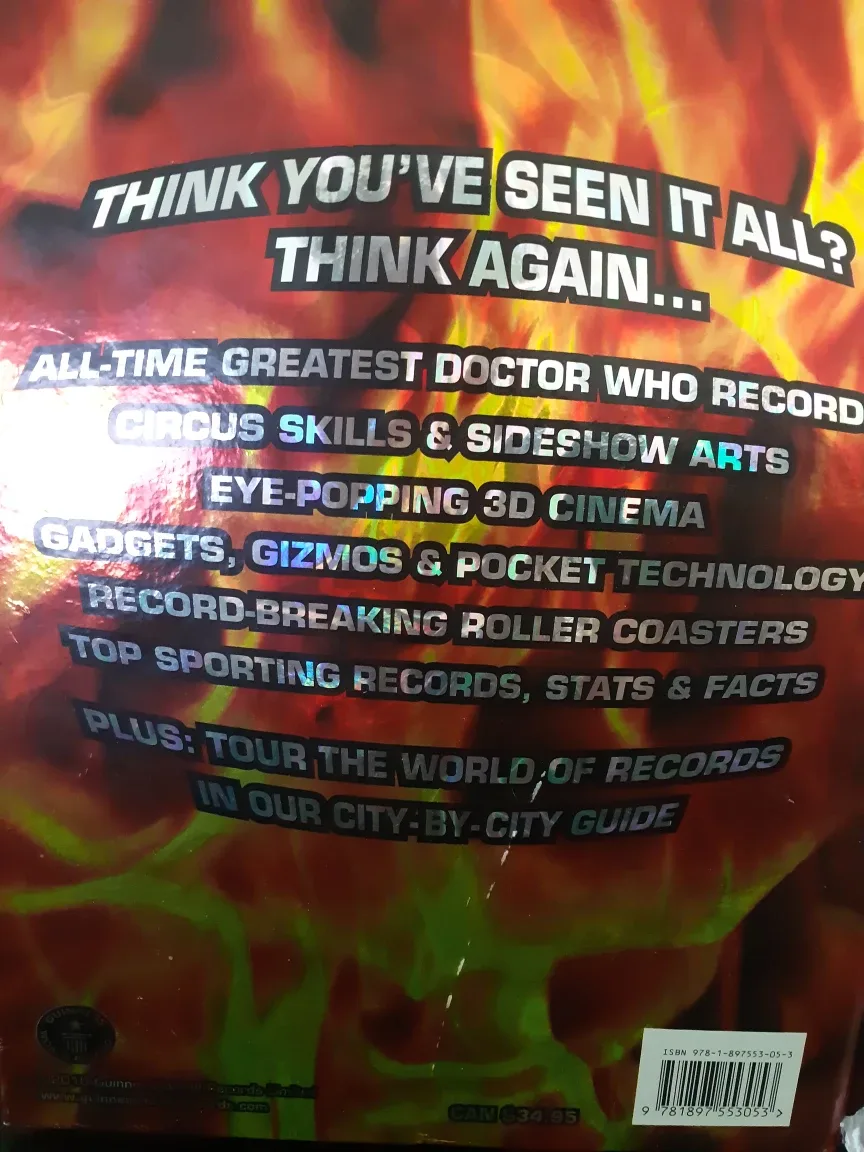 THINK YOU'VE SEEN IT ALL?
THINK AGAIN...
ALL-TIME GREATEST DOCTOR WHO RECORD
CIRCUS SKILLS & SIDESHOW ARTS
EYE-POPPING 3D CINEMA
GADGETS, GIZMOS & POCKET TECHNOLOGY
RECORD-BREAKING ROLLER COASTERS
TOP SPORTING RECORDS, STATS & FACTS
PLUS: TOUR THE WORLD OF RECORDS
IN OUR CITY-BY-CITY GUIDE
GUINNESS
Limited
CAN $34.95
ISBN 978-1-897553-05-3
9 781897 553053 >